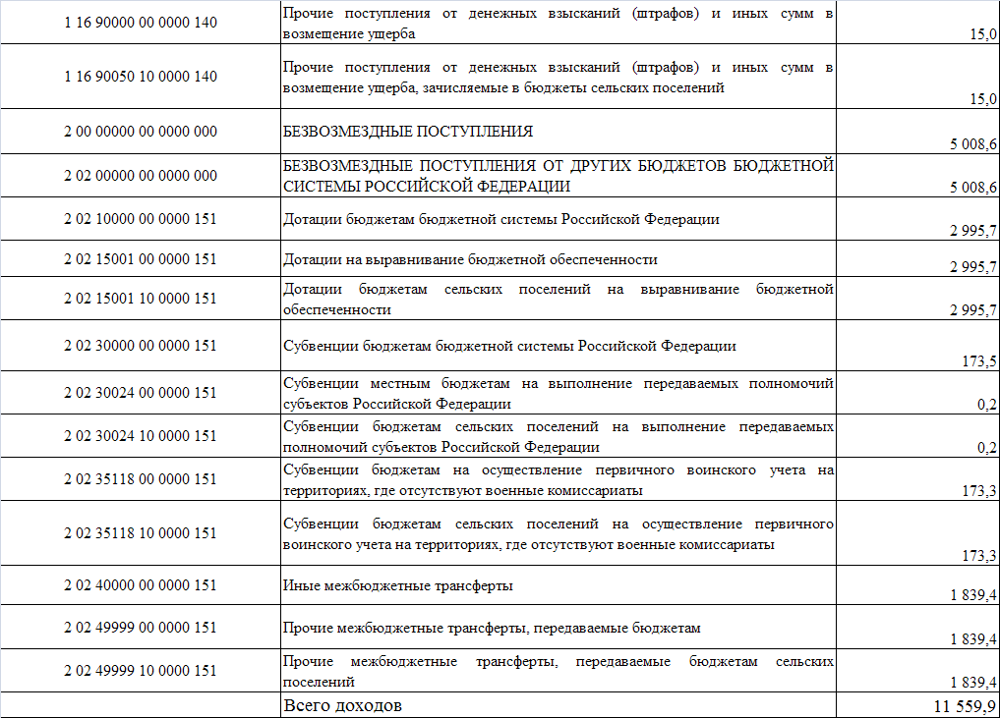 1 16 90000 00 0000 140
Прочие поступления от денежных взысканий (штрафов) и иных сумм в
возмещение ущерба
15,0
1 16 90050 10 0000 140
Прочие поступления от денежных взысканий (штрафов) и иных сумм в
возмещение ущерба, зачисляемые в бюджеты сельских поселений
15,0
2 00 00000 00 0000 000
БЕЗВОЗМЕЗДНЫЕ ПОСТУПЛЕНИЯ
5 008,6
2 02 00000 00 0000 000
БЕЗВОЗМЕЗДНЫЕ ПОСТУПЛЕНИЯ ОТ ДРУГИХ БЮДЖЕТОВ БЮДЖЕТНОЙ
СИСТЕМЫ РОССИЙСКОЙ ФЕДЕРАЦИИ
5 008,6
2 02 10000 00 0000 151
Дотации бюджетам бюджетной системы Российской Федерации
2 995,7
2 02 15001 00 0000 151
Дотации на выравнивание бюджетной обеспеченности
2 995,7
2 02 15001 10 0000 151
Дотации бюджетам сельских поселений на выравнивание бюджетной
обеспеченности
2 995,7
2 02 30000 00 0000 151
Субвенции бюджетам бюджетной системы Российской Федерации
173,5
2 02 30024 00 0000 151
Субвенции местным бюджетам на выполнение передаваемых полномочий
субъектов Российской Федерации
0,2
2 02 30024 10 0000 151
Субвенции бюджетам сельских поселений на выполнение передаваемых
полномочий субъектов Российской Федерации
0,2
2 02 35118 00 0000 151
Субвенции бюджетам на осуществление первичного воинского учета на
территориях, где отсутствуют военные комиссариаты
173,3
2 02 35118 10 0000 151
Субвенции бюджетам сельских поселений на осуществление первичного
воинского учета на территориях, где отсутствуют военные комиссариаты
173,3
2 02 40000 00 0000 151
Иные межбюджетные трансферты
1 839,4
2 02 49999 00 0000 151
Прочие межбюджетные трансферты, передаваемые бюджетам
1 839,4
2 02 49999 10 0000 151
Прочие межбюджетные трансферты, передаваемые бюджетам сельских
поселений
1 839,4
Всего доходов
11 559,9